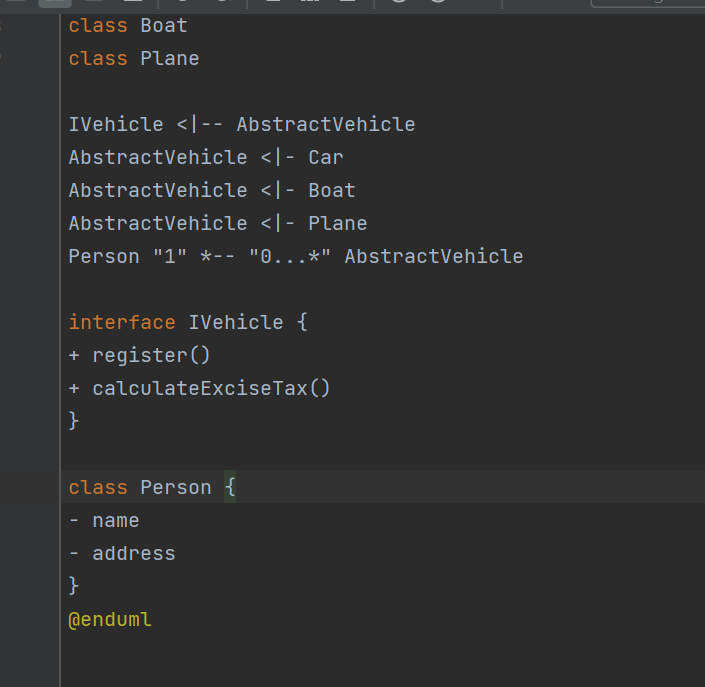 class Boat
class Plane
IVehicle <|-- AbstractVehicle
AbstractVehicle <|- Car
AbstractVehicle <|- Boat
AbstractVehicle <|- Plane
Person "1" *-- "0...*" AbstractVehicle
interface IVehicle {
+ register()
+ calculateExciseTax()
}
class Person {
- name
- address
}
@enduml